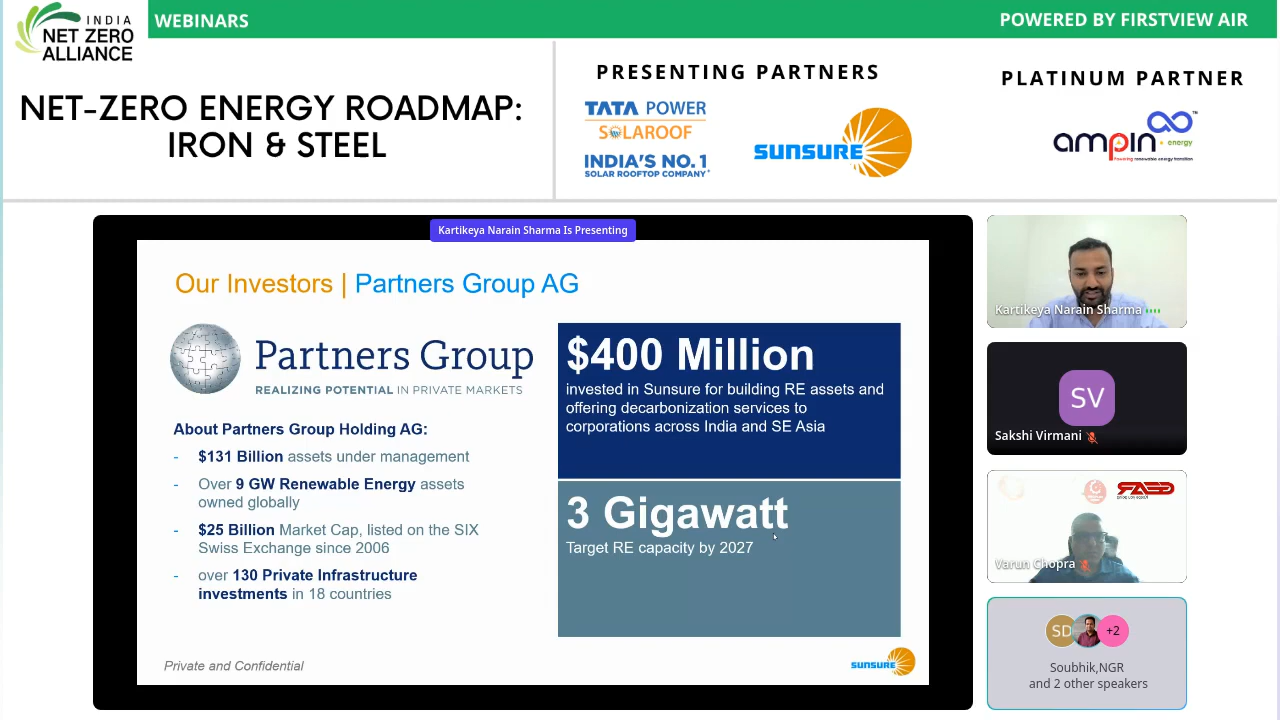 INDIA
NET ZERO
ALLIANCE
WEBINARS
POWERED BY FIRSTVIEW AIR
NET-ZERO ENERGY ROADMAP:
IRON & STEEL
PRESENTING PARTNERS
TATA POWER
SOLAROOF
INDIA'S NO.1
SOLAR ROOFTOP COMPANY*
SUNSURE
PLATINUM PARTNER
ampin energy
Powering renewable energy transition
Kartikeya Narain Sharma Is Presenting
Our Investors | Partners Group AG
Partners Group
REALIZING POTENTIAL IN PRIVATE MARKETS
About Partners Group Holding AG:
- $131 Billion assets under management
- Over 9 GW Renewable Energy assets
owned globally
- $25 Billion Market Cap, listed on the SIX
Swiss Exchange since 2006
- over 130 Private Infrastructure
investments in 18 countries
$400 Million
invested in Sunsure for building RE assets and
offering decarbonization services to
corporations across India and SE Asia
3 Gigawatt
Target RE capacity by 2027
Private and Confidential
SUNSURE
Kartikeya Narain Sharma
SV
Sakshi Virmani
Varun Chopra
SD
+2
Soubhik,NGR
and 2 other speakers